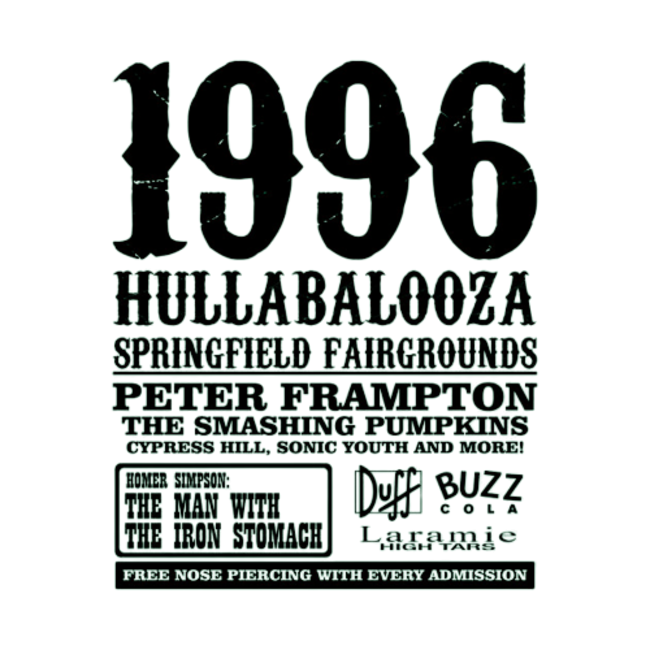 1996
HULLABALOOZA
SPRINGFIELD FAIRGROUNDS
PETER FRAMPTON
THE SMASHING PUMPKINS
CYPRESS HILL, SONIC YOUTH AND MORE!
HOMER SIMPSON:
THE MAN WITH
THE IRON STOMACH
Duff
BUZZ
COLA
Laramie
HIGH TARS
FREE NOSE PIERCING WITH EVERY ADMISSION